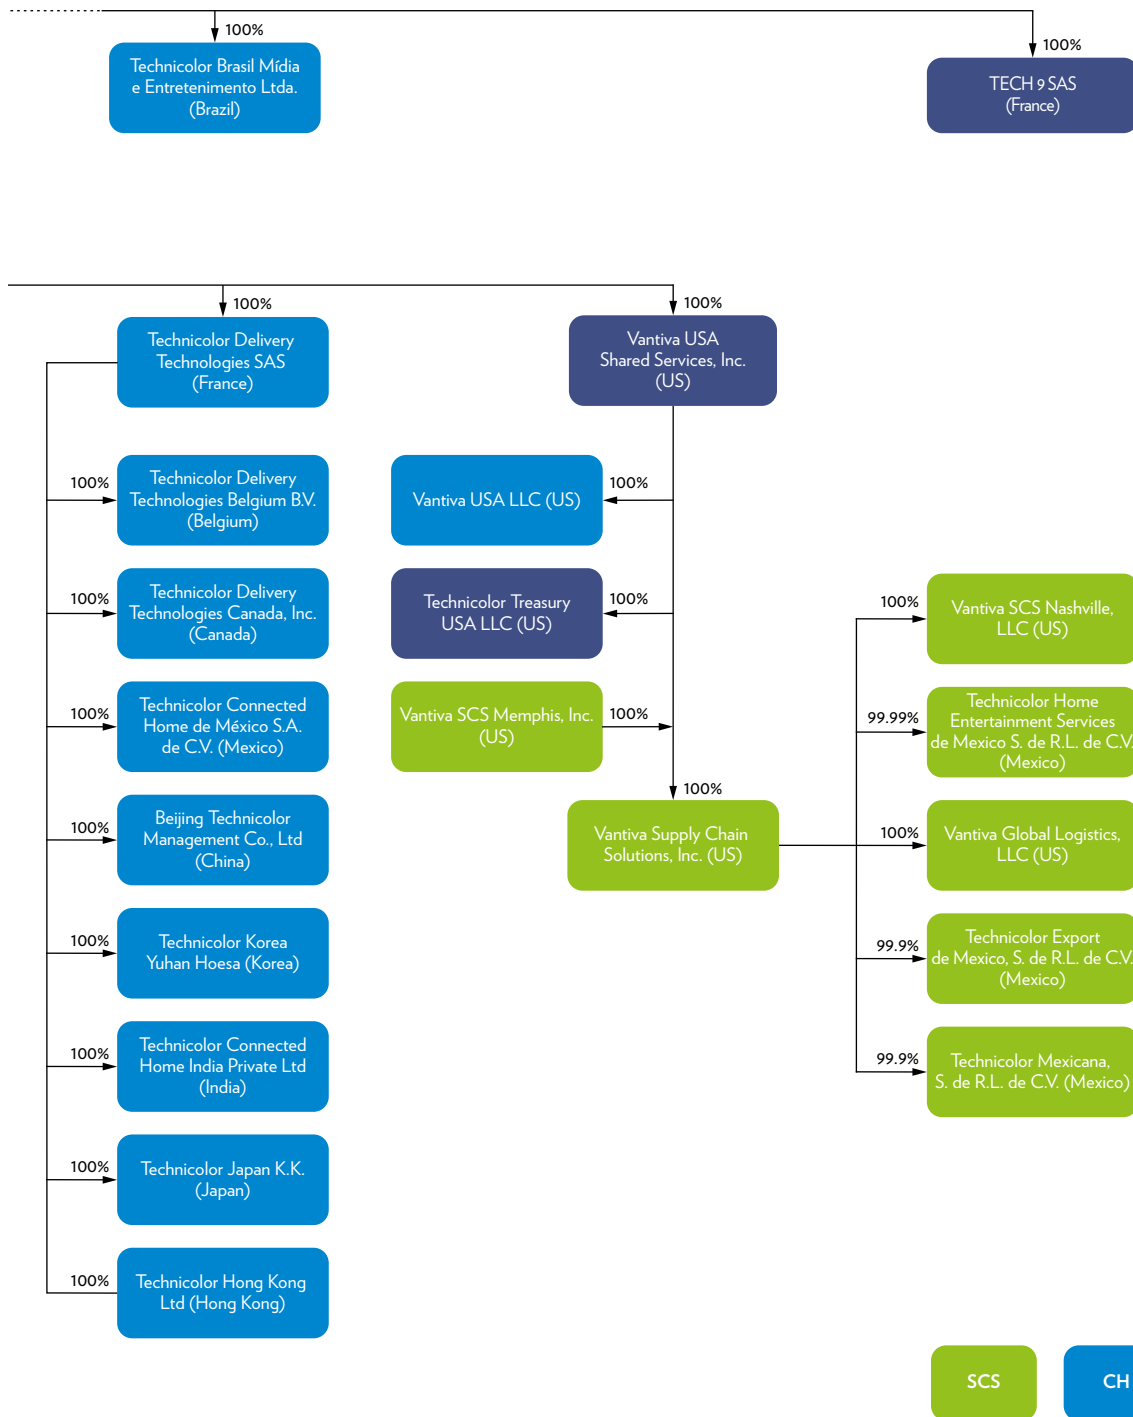 100%
Technicolor Brasil Mídia
e Entretenimento Ltda.
(Brazil)
100%
TECH 9 SAS
(France)
100%
Technicolor Delivery
Technologies SAS
(France)
100%
Vantiva USA
Shared Services, Inc.
(US)
100%
Technicolor Delivery
Technologies Belgium B.V.
(Belgium)
100%
Technicolor Delivery
Technologies Canada, Inc.
(Canada)
100%
Technicolor Connected
Home de México S.A.
de C.V. (Mexico)
100%
Beijing Technicolor
Management Co., Ltd
(China)
100%
Technicolor Korea
Yuhan Hoesa (Korea)
100%
Technicolor Connected
Home India Private Ltd
(India)
100%
Technicolor Japan K.K.
(Japan)
100%
Technicolor Hong Kong
Ltd (Hong Kong)
Vantiva USA LLC (US)
100%
Technicolor Treasury
USA LLC (US)
100%
Vantiva SCS Memphis, Inc.
(US)
100%
100%
Vantiva Supply Chain
Solutions, Inc. (US)
100%
Vantiva SCS Nashville,
LLC (US)
99.99%
Technicolor Home
Entertainment Services
de Mexico S. de R.L. de C.V.
(Mexico)
100%
Vantiva Global Logistics,
LLC (US)
99.9%
Technicolor Export
de Mexico, S. de R.L. de C.V.
(Mexico)
99.9%
Technicolor Mexicana,
S. de R.L. de C.V. (Mexico)
SCS
CH